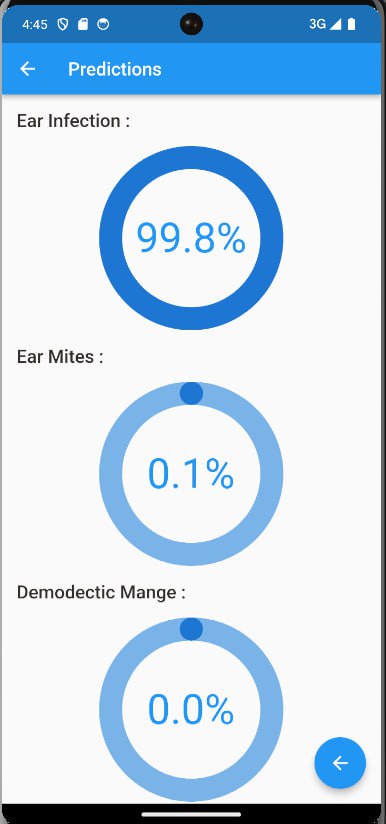 4:45
3G
Predictions
Ear Infection :
99.8%
Ear Mites :
0.1%
Demodectic Mange :
0.0%